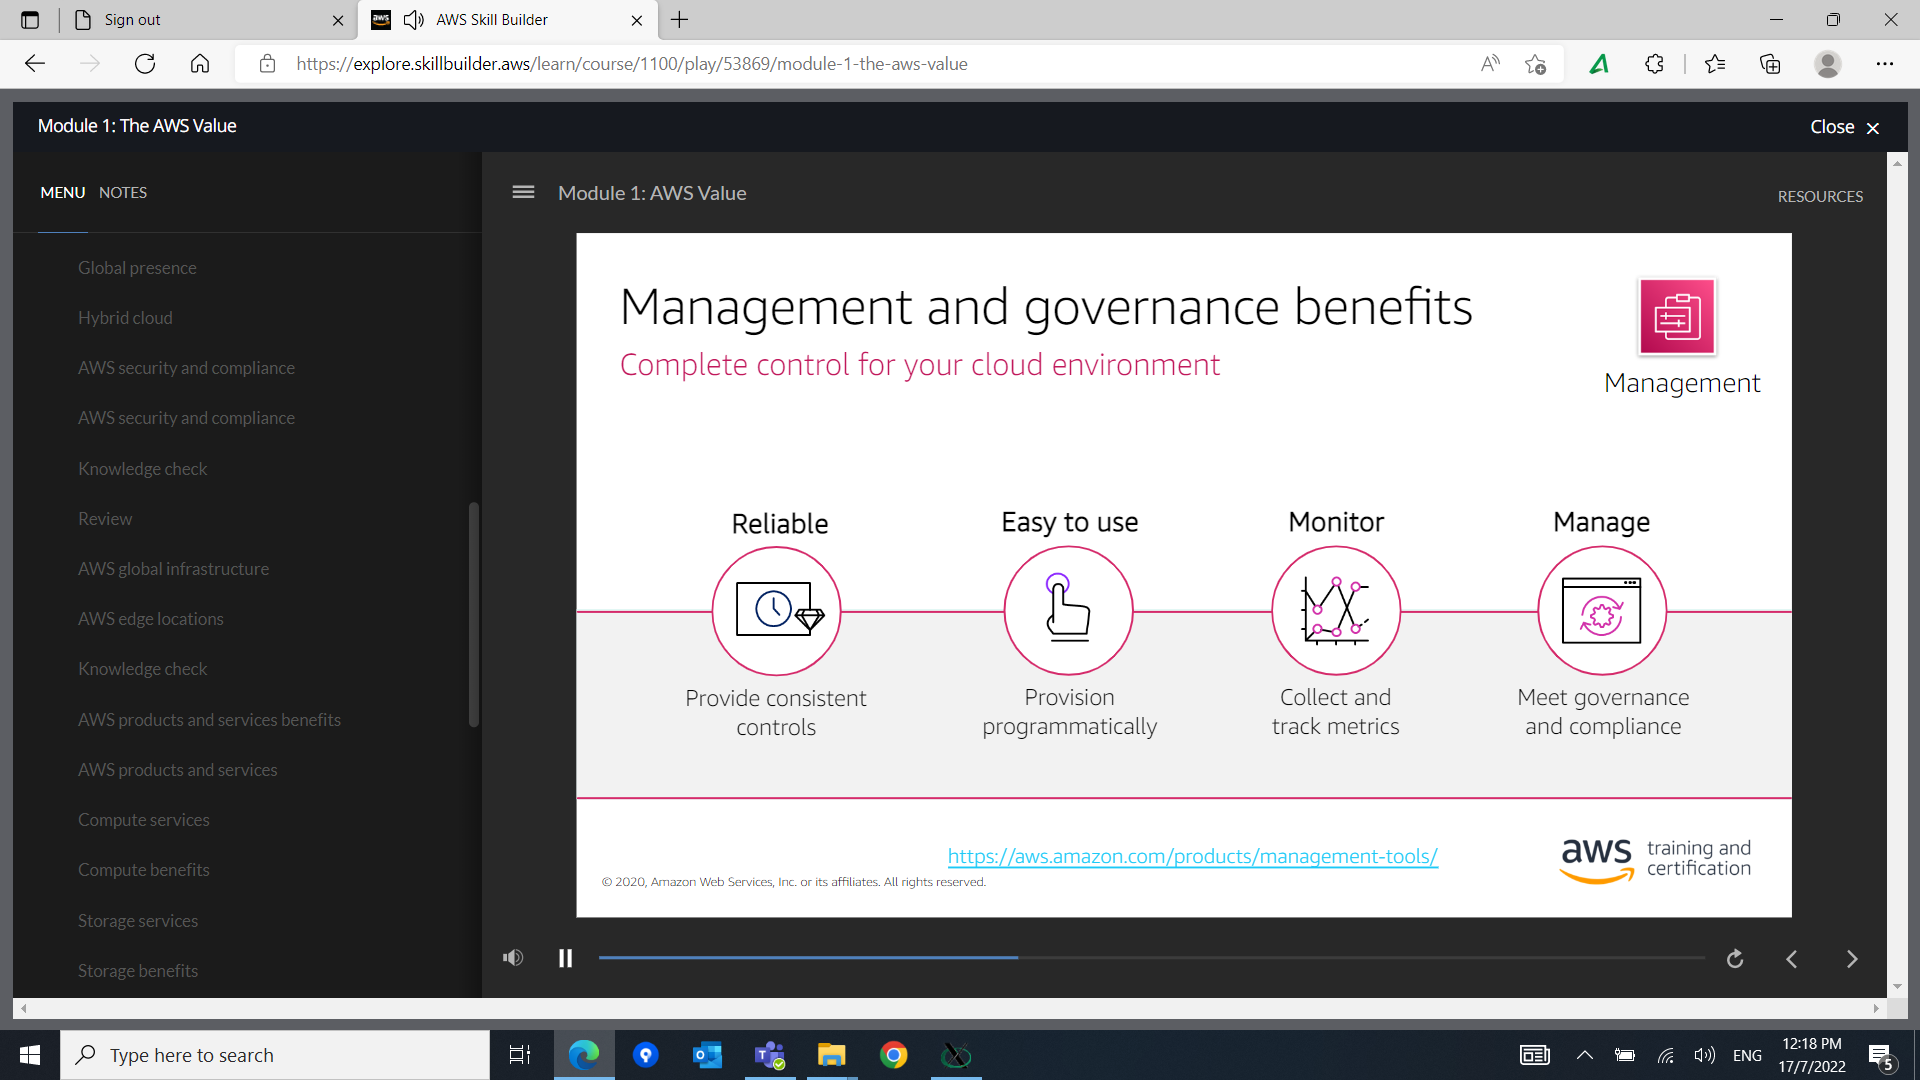 Sign out
AWS Skill Builder
https://explore.skillbuilder.aws/learn/course/1100/play/53869/module-1-the-aws-value
Module 1: The AWS Value
Close
MENU NOTES
Module 1: AWS Value
RESOURCES
Global presence
Hybrid cloud
AWS security and compliance
AWS security and compliance
Knowledge check
Review
AWS global infrastructure
AWS edge locations
Knowledge check
AWS products and services benefits
AWS products and services
Compute services
Compute benefits
Storage services
Storage benefits
Management and governance benefits
Complete control for your cloud environment
Management
Reliable
Easy to use
Monitor
Manage
Provide consistent
controls
Provision
programmatically
Collect and
track metrics
Meet governance
and compliance
https://aws.amazon.com/products/management-tools/
© 2020, Amazon Web Services, Inc. or its affiliates. All rights reserved.
aws training and
certification
Type here to search
ENG
12:18 PM
17/7/2022
5